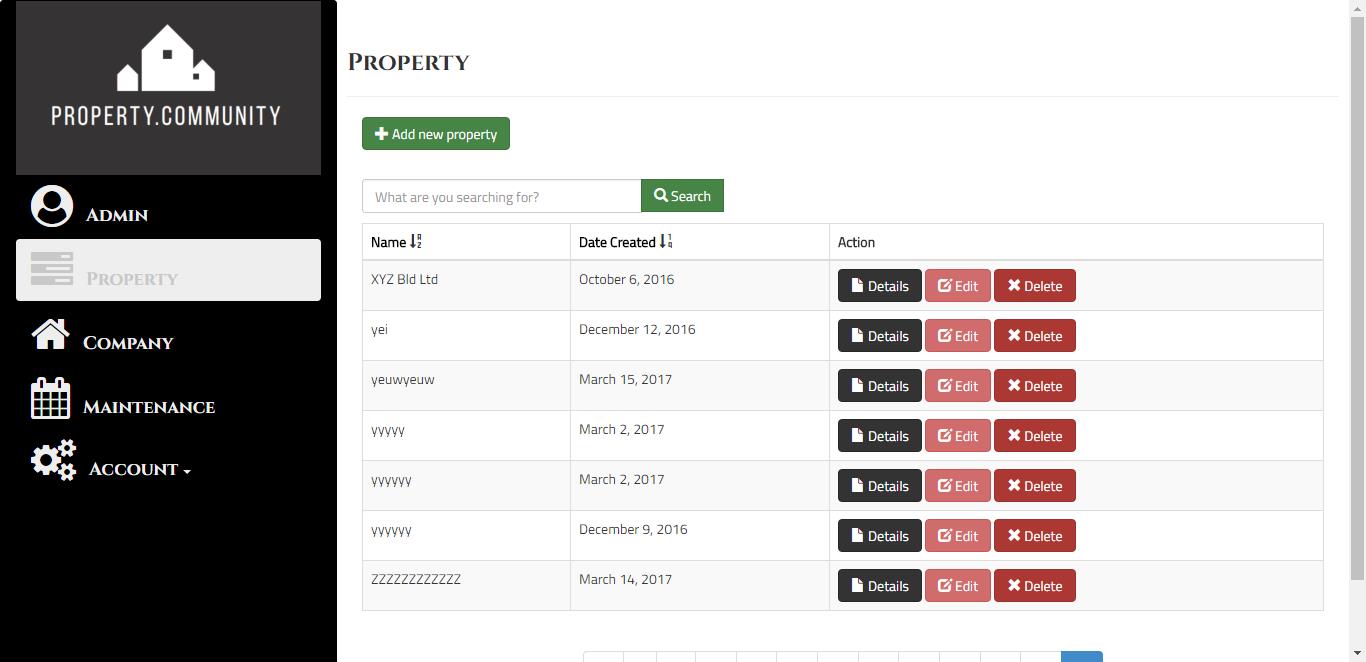 PROPERTY.COMMUNITY
Admin
Property
Company
Maintenance
Account
Property
Add new property
What are you searching for?
Search
Name
Date Created
Action
XYZ Bld Ltd
October 6, 2016
Details
Edit
Delete
yei
December 12, 2016
Details
Edit
Delete
yeuwyeuw
March 15, 2017
Details
Edit
Delete
yyyyy
March 2, 2017
Details
Edit
Delete
yyyyyy
March 2, 2017
Details
Edit
Delete
yyyyyy
December 9, 2016
Details
Edit
Delete
ZZZZZZZZZZZZ
March 14, 2017
Details
Edit
Delete